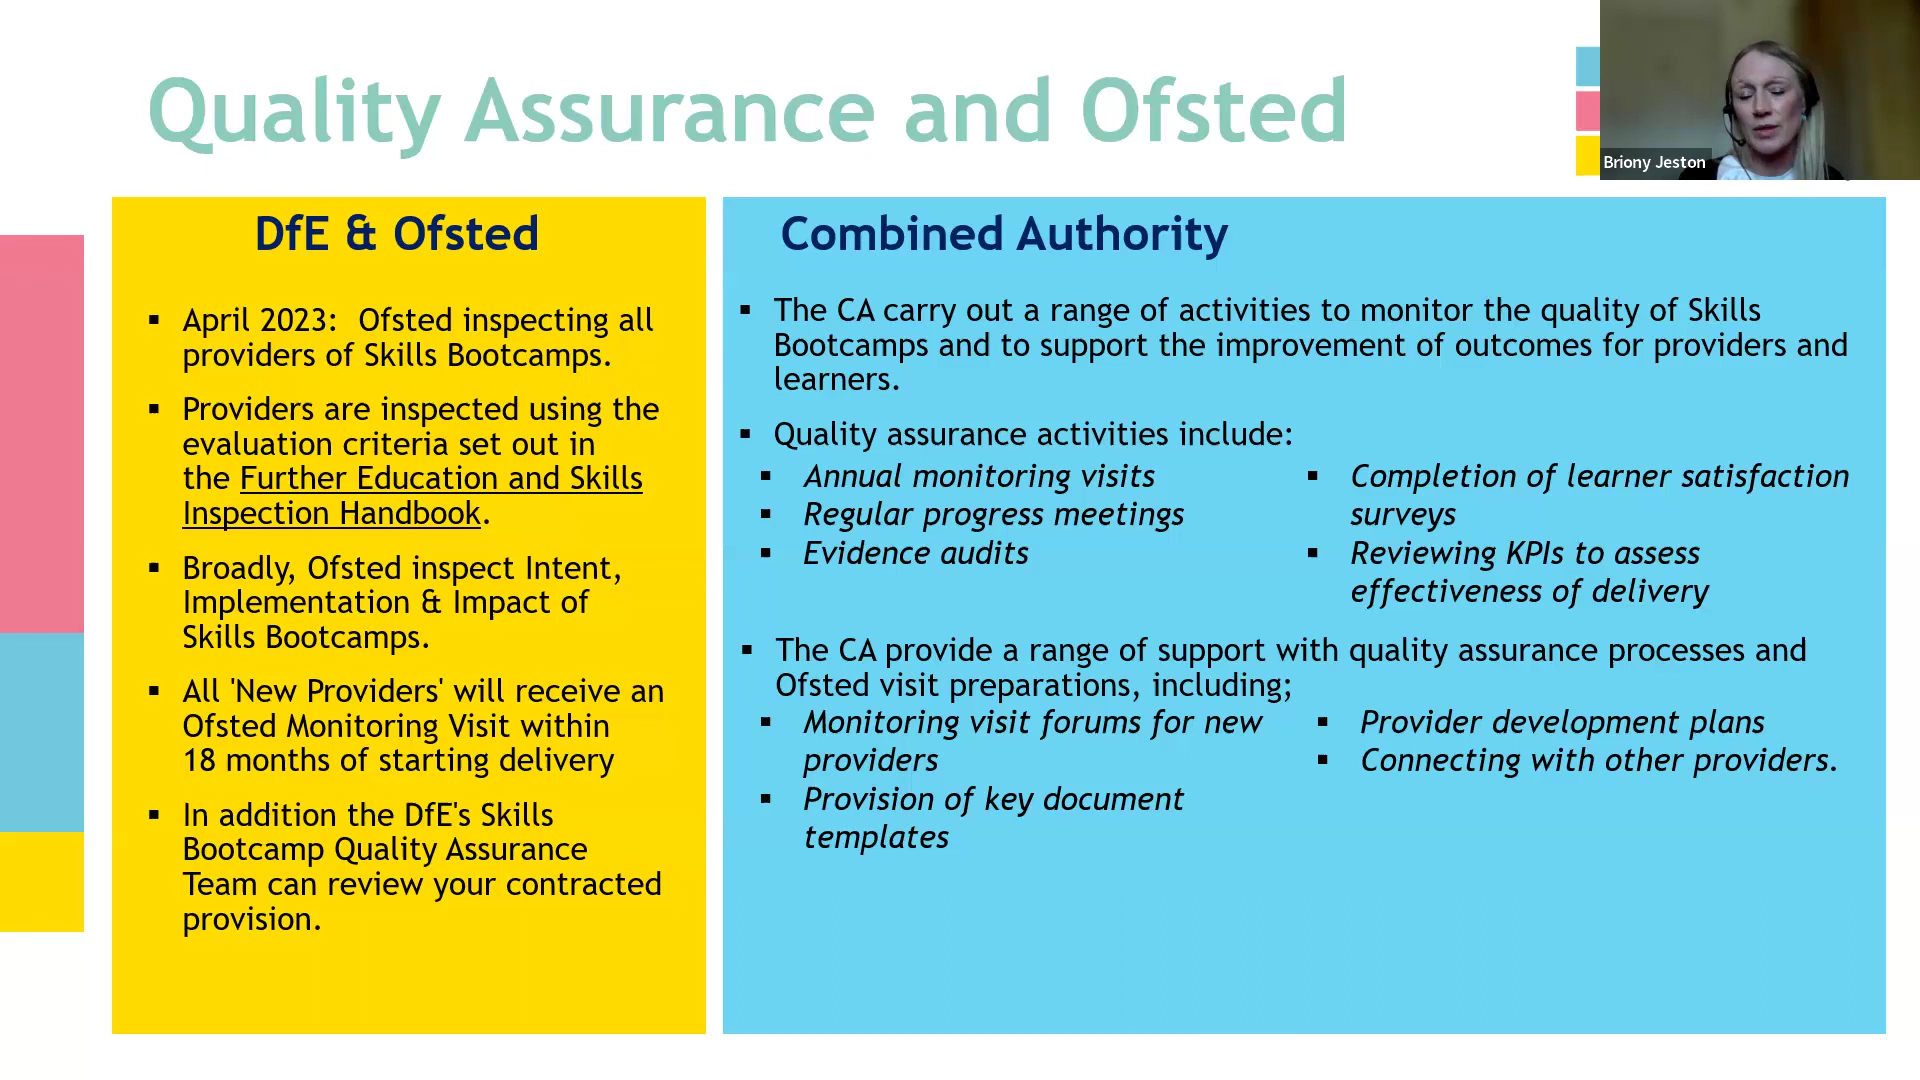 Quality Assurance and Ofsted
Briony Jeston
DfE & Ofsted
April 2023:  Ofsted inspecting all
providers of Skills Bootcamps.
Providers are inspected using the
evaluation criteria set out in
the Further Education and Skills
Inspection Handbook.
Broadly, Ofsted inspect Intent,
Implementation & Impact of
Skills Bootcamps.
All 'New Providers' will receive an
Ofsted Monitoring Visit within
18 months of starting delivery
In addition the DfE's Skills
Bootcamp Quality Assurance
Team can review your contracted
provision.
Combined Authority
The CA carry out a range of activities to monitor the quality of Skills
Bootcamps and to support the improvement of outcomes for providers and
learners.
Quality assurance activities include:
Annual monitoring visits
Regular progress meetings
Evidence audits
Completion of learner satisfaction
surveys
Reviewing KPIs to assess
effectiveness of delivery
The CA provide a range of support with quality assurance processes and
Ofsted visit preparations, including;
Monitoring visit forums for new
providers
Provision of key document
templates
Provider development plans
Connecting with other providers.